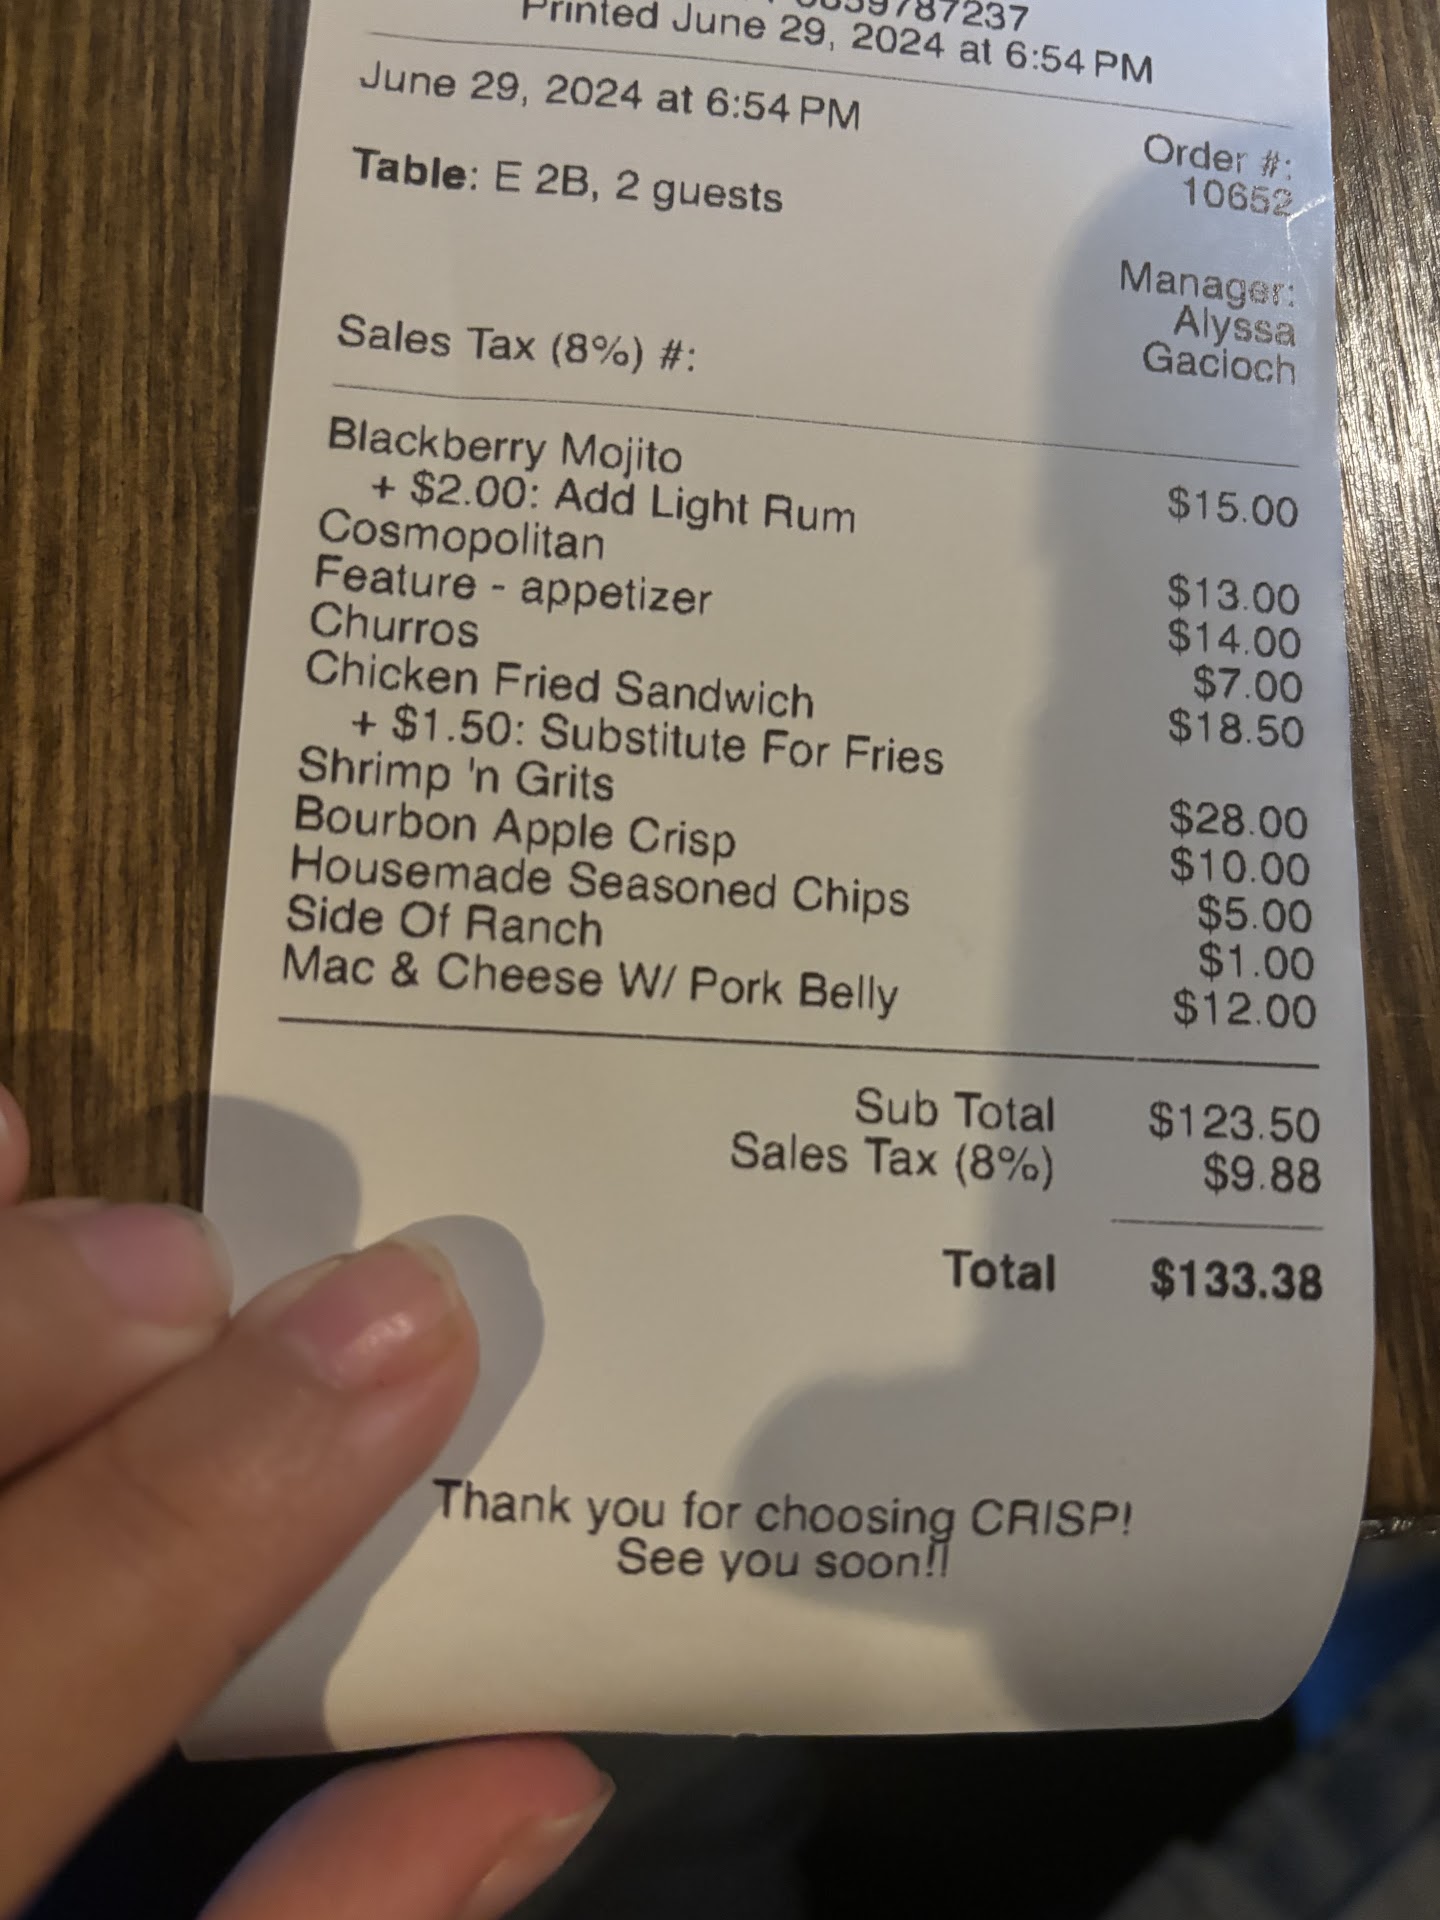 Printed June 29, 2024 at 6:54 PM
June 29, 2024 at 6:54 PM
Order #:
10652
Table: E 2B, 2 guests
Manager:
Alyssa
Gacioch
Sales Tax (8%) #:
Blackberry Mojito $15.00
+ $2.00: Add Light Rum
Cosmopolitan $13.00
Feature - appetizer $14.00
Churros $7.00
Chicken Fried Sandwich $18.50
+ $1.50: Substitute For Fries
Shrimp 'n Grits $28.00
Bourbon Apple Crisp $10.00
Housemade Seasoned Chips $5.00
Side Of Ranch $1.00
Mac & Cheese W/ Pork Belly $12.00
Sub Total $123.50
Sales Tax (8%) $9.88
Total $133.38
Thank you for choosing CRISP!
See you soon!!